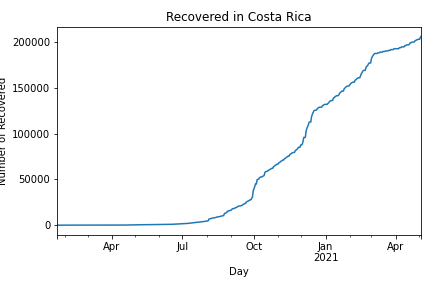 Recovered in Costa Rica
200000
150000
100000
50000
0
Number of Recovered
Apr
Jul
Oct
Jan
2021
Apr
Day